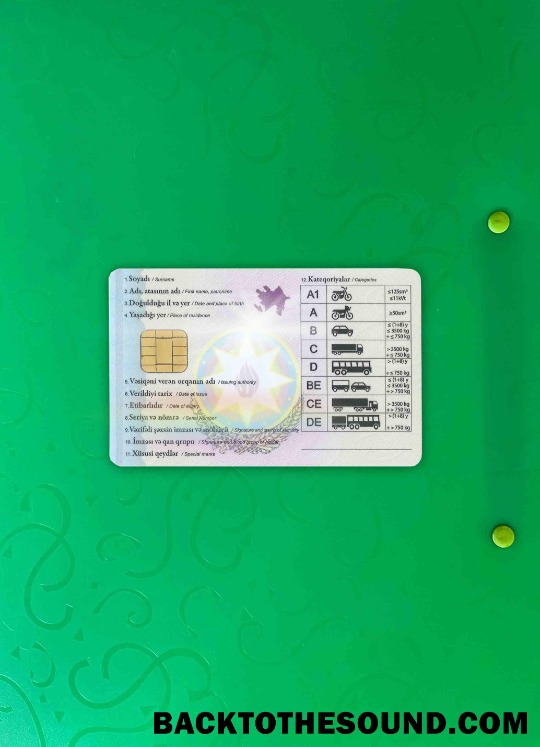 1. Soyadı / Surname
2. Adı, atasının adı / First name, patronime
3. Doğulduğu il və yer / Date and place of birth
4. Yaşadığı yer / Place of residence
5. Vəsiqəni verən orqanın adı / Issuing authority
6. Verildiyi tarix / Date of issue
7. Etibarlıdır / Date of expiry
8. Seriya və nömrə / Serial Number
9. Vəzifəli şəxsin imzası və möhürü / Signature and stamp of identity
10. İmzası və qan qrupu / Signature and blood group of holder
11. Xüsusi qeydlər / Special marks
12. Kateqoriyalar / Categories
A1 ≤125sm³
≤11kVt
A ≥50sm³
B ≤ (1+8) y
≤ 3500 kg
+ ≤ 750 kg
C > 3500 kg
+ ≤ 750 kg
D > (1+8) y
+ ≤ 750 kg
BE ≤ (1+8) y
≤ 3500 kg
+ > 750 kg
CE > 3500 kg
+ > 750 kg
DE > (1+8) y
+ > 750 kg
BACKTOTHESOUND.COM